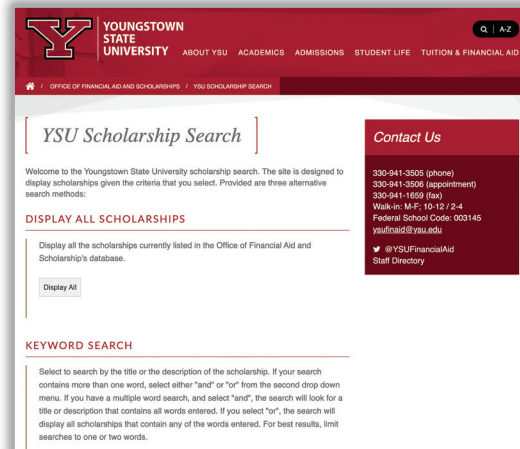 YOUNGSTOWN
STATE
UNIVERSITY
A-Z
ABOUT YSU ACADEMICS ADMISSIONS STUDENT LIFE TUITION & FINANCIAL AID
/ OFFICE OF FINANCIAL AID AND SCHOLARSHIPS / YSU SCHOLARSHIP SEARCH
YSU Scholarship Search
Welcome to the Youngstown State University scholarship search. The site is designed to
display scholarships given the criteria that you select. Provided are three alternative
search methods:
DISPLAY ALL SCHOLARSHIPS
Display all the scholarships currently listed in the Office of Financial Aid and
Scholarship's database.
Display All
KEYWORD SEARCH
Select to search by the title or the description of the scholarship. If your search
contains more than one word, select either "and" or "or" from the second drop down
menu. If you have a multiple word search, and select "and", the search will look for a
title or description that contains all words entered. If you select "or", the search will
display all scholarships that contain any of the words entered. For best results, limit
searches to one or two words.
Contact Us
330-941-3505 (phone)
330-941-3506 (appointment)
330-941-1659 (fax)
Walk-in: M-F; 10-12 / 2-4
Federal School Code: 003145
ysufinaid@ysu.edu
@YSUFinancialAid
Staff Directory